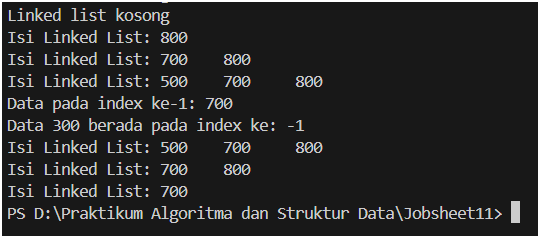 Linked list kosong
Isi Linked List: 800
Isi Linked List: 700 800
Isi Linked List: 500 700 800
Data pada index ke-1: 700
Data 300 berada pada index ke: -1
Isi Linked List: 500 700 800
Isi Linked List: 700 800
Isi Linked List: 700
PS D:\Praktikum Algoritma dan Struktur Data\Jobsheet11>